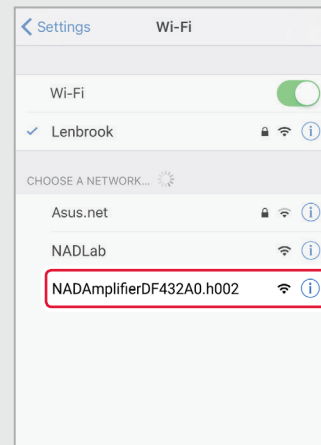 Settings
Wi-Fi
Wi-Fi
Lenbrook
CHOOSE A NETWORK...
Asus.net
NADLab
NADAmplifierDF432A0.h002